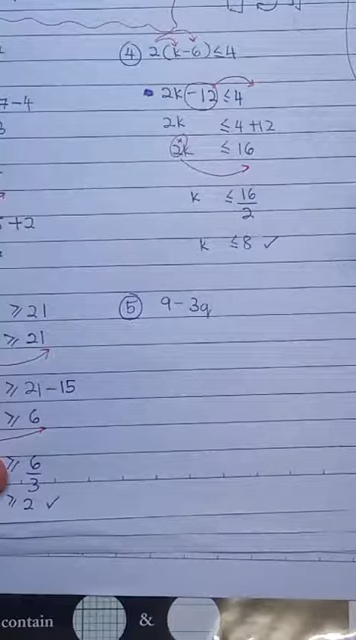 7-4
5+2
④ 2(k-6)≤4
2k-12≤4
2k ≤4+12
2k ≤16
k ≤16/2
k ≤8 ✓
≥21
≥21
≥21-15
≥6
≥6/3
≥2 ✓
⑤ 9-3q
contain &